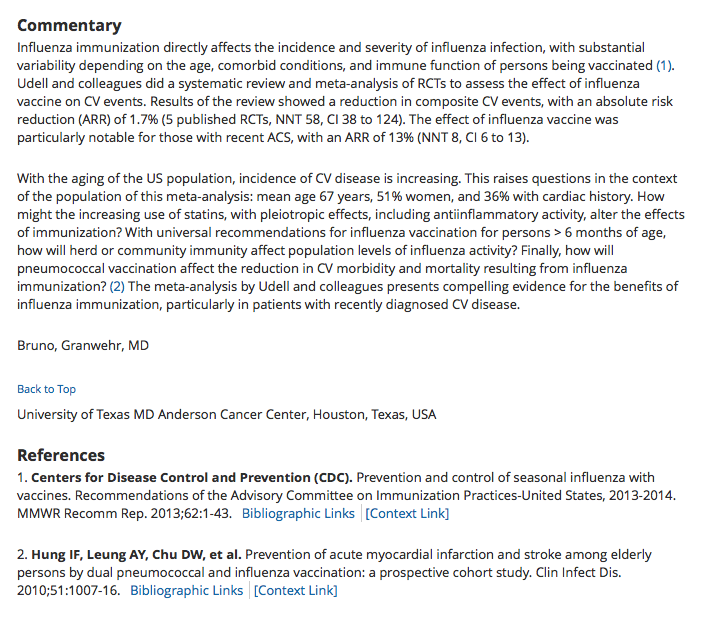 Commentary
Influenza immunization directly affects the incidence and severity of influenza infection, with substantial
variability depending on the age, comorbid conditions, and immune function of persons being vaccinated (1).
Udell and colleagues did a systematic review and meta-analysis of RCTs to assess the effect of influenza
vaccine on CV events. Results of the review showed a reduction in composite CV events, with an absolute risk
reduction (ARR) of 1.7% (5 published RCTs, NNT 58, CI 38 to 124). The effect of influenza vaccine was
particularly notable for those with recent ACS, with an ARR of 13% (NNT 8, CI 6 to 13).
With the aging of the US population, incidence of CV disease is increasing. This raises questions in the context
of the population of this meta-analysis: mean age 67 years, 51% women, and 36% with cardiac history. How
might the increasing use of statins, with pleiotropic effects, including antiinflammatory activity, alter the effects
of immunization? With universal recommendations for influenza vaccination for persons > 6 months of age,
how will herd or community immunity affect population levels of influenza activity? Finally, how will
pneumococcal vaccination affect the reduction in CV morbidity and mortality resulting from influenza
immunization? (2) The meta-analysis by Udell and colleagues presents compelling evidence for the benefits of
influenza immunization, particularly in patients with recently diagnosed CV disease.
Bruno, Granwehr, MD
Back to Top
University of Texas MD Anderson Cancer Center, Houston, Texas, USA
References
1. Centers for Disease Control and Prevention (CDC). Prevention and control of seasonal influenza with
vaccines. Recommendations of the Advisory Committee on Immunization Practices-United States, 2013-2014.
MMWR Recomm Rep. 2013;62:1-43. Bibliographic Links [Context Link]
2. Hung IF, Leung AY, Chu DW, et al. Prevention of acute myocardial infarction and stroke among elderly
persons by dual pneumococcal and influenza vaccination: a prospective cohort study. Clin Infect Dis.
2010;51:1007-16. Bibliographic Links [Context Link]